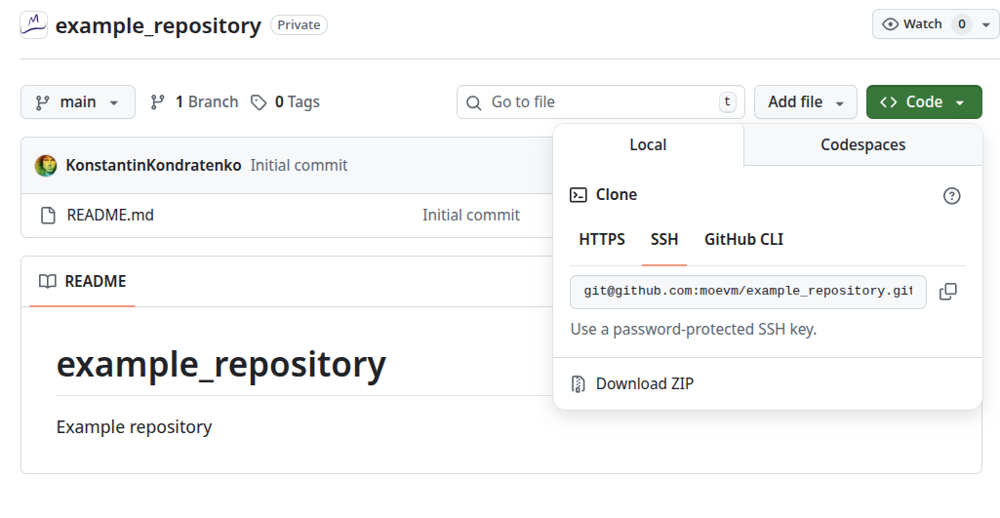 example_repository Private Watch 0
main 1 Branch 0 Tags Go to file t Add file <> Code
Local Codespaces
KonstantinKondratenko Initial commit
Clone
README.md Initial commit
HTTPS SSH GitHub CLI
README
git@github.com:moevm/example_repository.git
Use a password-protected SSH key.
example_repository
Download ZIP
Example repository